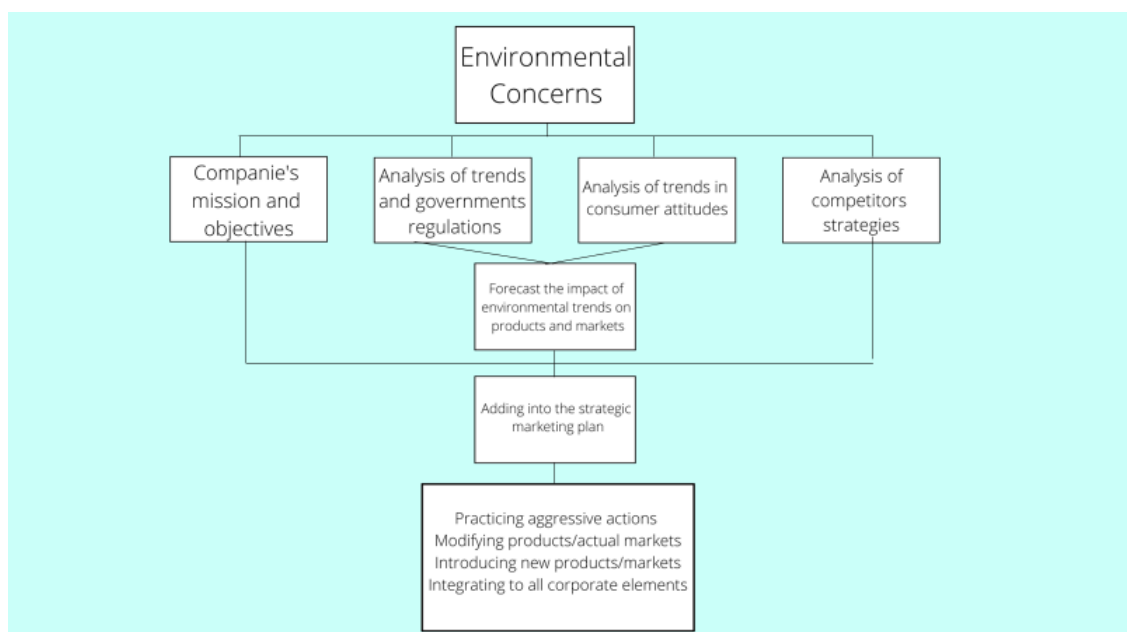 Environmental
Concerns
Companie's
mission and
objectives
Analysis of trends
and governments
regulations
Analysis of trends in
consumer attitudes
Analysis of
competitors
strategies
Forecast the impact of
environmental trends on
products and markets
Adding into the strategic
marketing plan
Practicing aggressive actions
Modifying products/actual markets
Introducing new products/markets
Integrating to all corporate elements